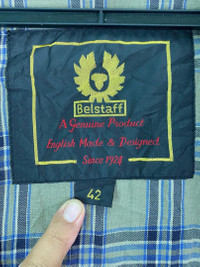 Belstaff
A Genuine Product
English Made & Designed
Since 1924
42